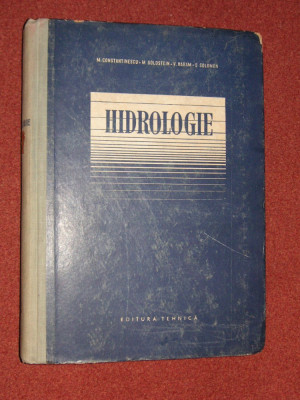 M. CONSTANTINESCU - M. GOLDSTEIN - V. HARAM - S. SOLOMON
HIDROLOGIE
EDITURA TEHNICA